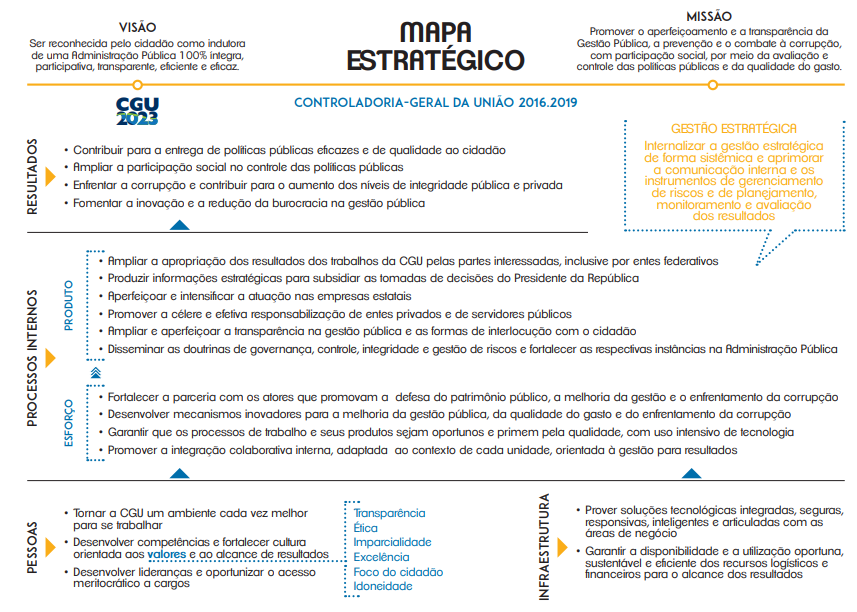 VISÃO
Ser reconhecida pelo cidadão como indutora
de uma Administração Pública 100% íntegra,
participativa, transparente, eficiente e eficaz.
MAPA
ESTRATÉGICO
MISSÃO
Promover o aperfeiçoamento e a transparência da
Gestão Pública, a prevenção e o combate à corrupção,
com participação social, por meio da avaliação e
controle das políticas públicas e da qualidade do gasto.
CGU
2023
CONTROLADORIA-GERAL DA UNIÃO 2016.2019
GESTÃO ESTRATÉGICA
Internalizar a gestão estratégica
de forma sistêmica e aprimorar
a comunicação interna e os
instrumentos de gerenciamento
de riscos e de planejamento,
monitoramento e avaliação
dos resultados
RESULTADOS
• Contribuir para a entrega de políticas públicas eficazes e de qualidade ao cidadão
• Ampliar a participação social no controle das políticas públicas
• Enfrentar a corrupção e contribuir para o aumento dos níveis de integridade pública e privada
• Fomentar a inovação e a redução da burocracia na gestão pública
PROCESSOS INTERNOS
PRODUTO
• Ampliar a apropriação dos resultados dos trabalhos da CGU pelas partes interessadas, inclusive por entes federativos
• Produzir informações estratégicas para subsidiar as tomadas de decisões do Presidente da República
• Aperfeiçoar e intensificar a atuação nas empresas estatais
• Promover a célere e efetiva responsabilização de entes privados e de servidores públicos
• Ampliar e aperfeiçoar a transparência na gestão pública e as formas de interlocução com o cidadão
• Disseminar as doutrinas de governança, controle, integridade e gestão de riscos e fortalecer as respectivas instâncias na Administração Pública
ESFORÇO
• Fortalecer a parceria com os atores que promovam a defesa do patrimônio público, a melhoria da gestão e o enfrentamento da corrupção
• Desenvolver mecanismos inovadores para a melhoria da gestão pública, da qualidade do gasto e do enfrentamento da corrupção
• Garantir que os processos de trabalho e seus produtos sejam oportunos e primem pela qualidade, com uso intensivo de tecnologia
• Promover a integração colaborativa interna, adaptada ao contexto de cada unidade, orientada à gestão para resultados
PESSOAS
• Tornar a CGU um ambiente cada vez melhor
para se trabalhar
• Desenvolver competências e fortalecer cultura
orientada aos valores e ao alcance de resultados
• Desenvolver lideranças e oportunizar o acesso
meritocrático a cargos
Transparência
Ética
Imparcialidade
Excelência
Foco do cidadão
Idoneidade
INFRAESTRUTURA
• Prover soluções tecnológicas integradas, seguras,
responsivas, inteligentes e articuladas com as
áreas de negócio
• Garantir a disponibilidade e a utilização oportuna,
sustentável e eficiente dos recursos logísticos e
financeiros para o alcance dos resultados